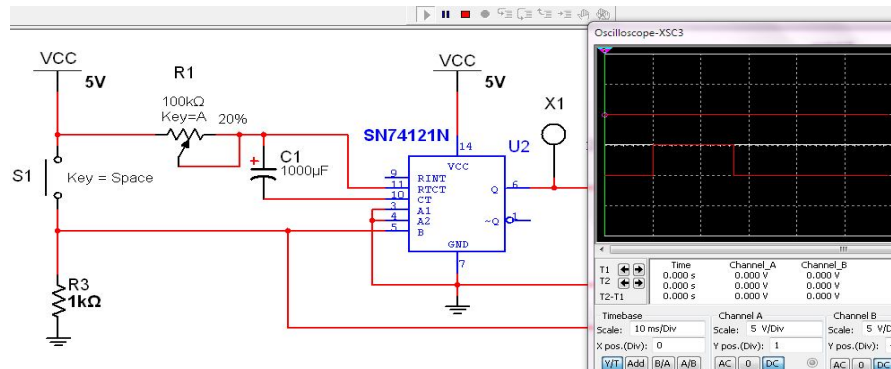 Oscilloscope-XSC3
VCC
5V
R1
100kΩ
Key=A
20%
C1
1000µF
S1
Key = Space
R3
1kΩ
VCC
5V
SN74121N
U2
X1
14
VCC
9 RINT
11 RTCT
10 CT
3 A1
4 A2
5 B
Q 6
~Q 1
GND
7
Time Channel_A Channel_B
T1 0.000 s 0.000 V 0.000 V
T2 0.000 s 0.000 V 0.000 V
T2-T1 0.000 s 0.000 V 0.000 V
Timebase Channel A Channel B
Scale: 10 ms/Div Scale: 5 V/Div Scale: 5 V/D
X pos.(Div): 0 Y pos.(Div): 1 Y pos.(Div):
Y/T Add B/A A/B AC 0 DC AC 0 DC